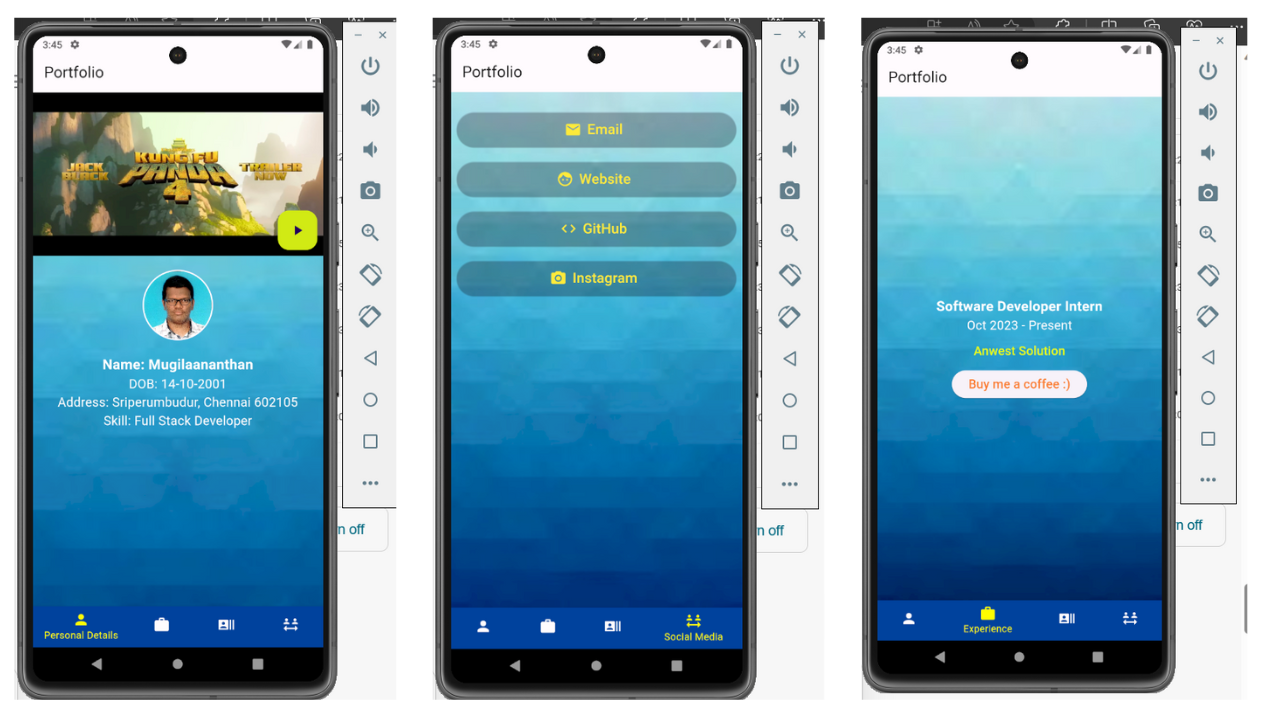 3:45
Portfolio
JACK BLACK
KUNG FU PANDA 4
TRAILER NOW
Name: Mugilaananthan
DOB: 14-10-2001
Address: Sriperumbudur, Chennai 602105
Skill: Full Stack Developer
Personal Details
n off
3:45
Portfolio
Email
Website
GitHub
Instagram
Social Media
n off
3:45
Portfolio
Software Developer Intern
Oct 2023 - Present
Anwest Solution
Buy me a coffee :)
Experience
n off